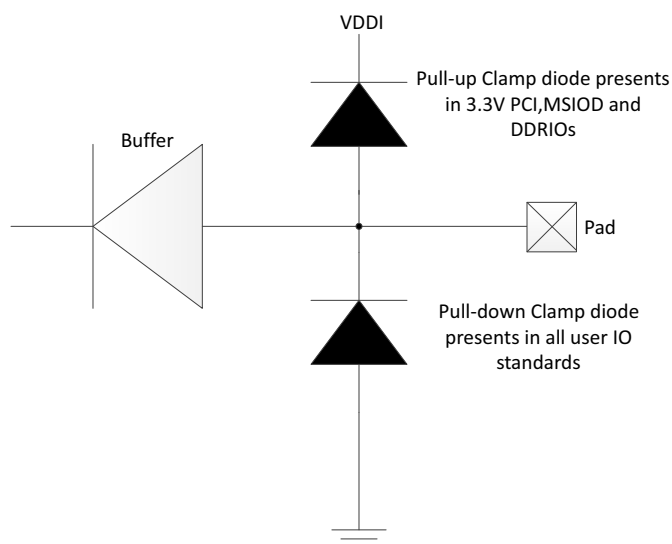 VDDI
Pull-up Clamp diode presents
in 3.3V PCI,MSIOD and
DDRIOs
Buffer
Pad
Pull-down Clamp diode
presents in all user IO
standards